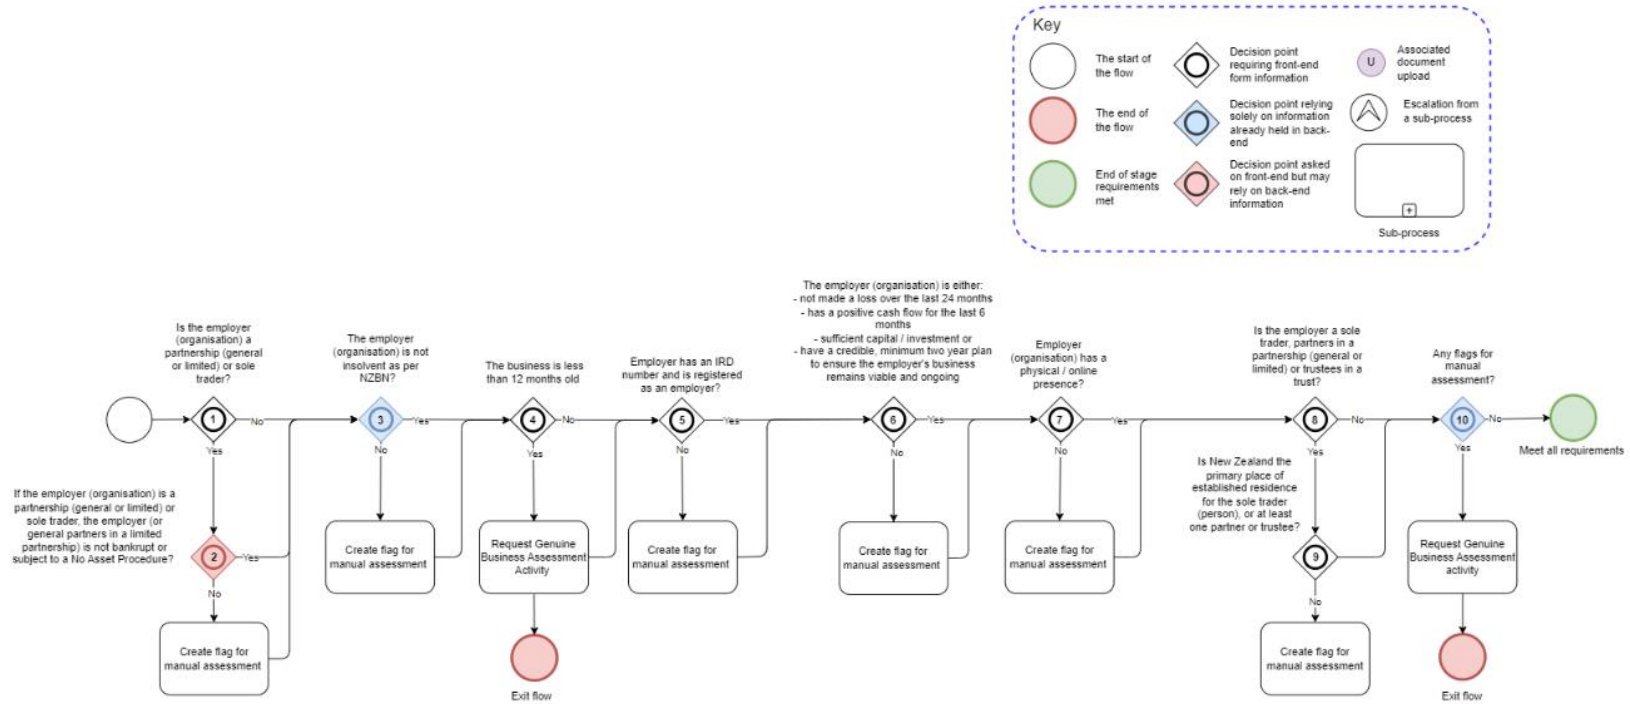 Key
The start of
the flow
Decision point
requiring front-end
form information
U
Associated
document
upload
The end of
the flow
Decision point relying
solely on information
already held in back-
end
Escalation from
a sub-process
End of stage
requirements
met
Decision point asked
on front-end but may
rely on back-end
information
+
Sub-process
Is the employer
(organisation) a
partnership (general
or limited) or sole
trader?
1
No
Yes
If the employer (organisation) is a
partnership (general or limited) or
sole trader, the employer (or
general partners in a limited
partnership) is not bankrupt or
subject to a No Asset Procedure?
2
Yes
No
Create flag for
manual assessment
The employer
(organisation) is not
insolvent as per
NZBN?
3
Yes
No
Create flag for
manual assessment
The business is less
than 12 months old
4
No
Yes
Request Genuine
Business Assessment
Activity
Exit flow
Employer has an IRD
number and is registered
as an employer?
5
Yes
No
Create flag for
manual assessment
The employer (organisation) is either:
- not made a loss over the last 24 months
- has a positive cash flow for the last 6
months
- sufficient capital / investment or
- have a credible, minimum two year plan
to ensure the employer's business
remains viable and ongoing
6
Yes
No
Create flag for
manual assessment
Employer
(organisation) has a
physical / online
presence?
7
Yes
No
Create flag for
manual assessment
Is the employer a sole
trader, partners in a
partnership (general or
limited) or trustees in a
trust?
8
No
Yes
Is New Zealand the
primary place of
established residence
for the sole trader
(person), or at least
one partner or trustee?
9
No
Create flag for
manual assessment
Any flags for
manual
assessment?
10
No
Yes
Meet all requirements
Request Genuine
Business Assessment
activity
Exit flow